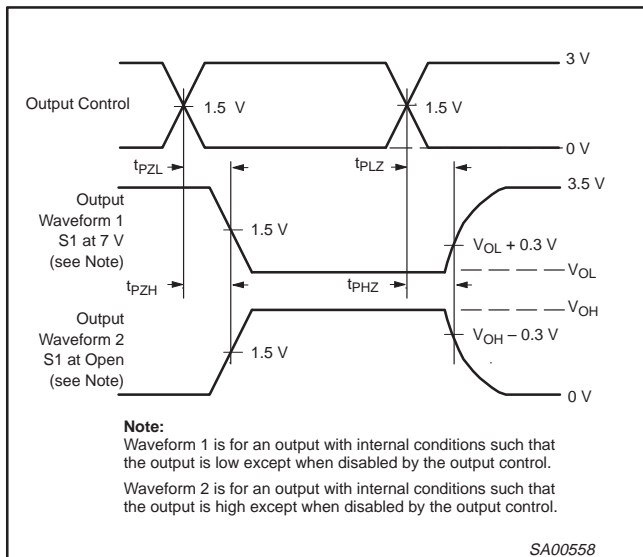 3 V
Output Control
1.5 V
1.5 V
0 V
tPZL
tPLZ
3.5 V
Output
Waveform 1
S1 at 7 V
(see Note)
1.5 V
VOL + 0.3 V
VOL
tPZH
tPHZ
VOH
Output
Waveform 2
S1 at Open
(see Note)
1.5 V
VOH – 0.3 V
0 V
Note:
Waveform 1 is for an output with internal conditions such that
the output is low except when disabled by the output control.
Waveform 2 is for an output with internal conditions such that
the output is high except when disabled by the output control.
SA00558